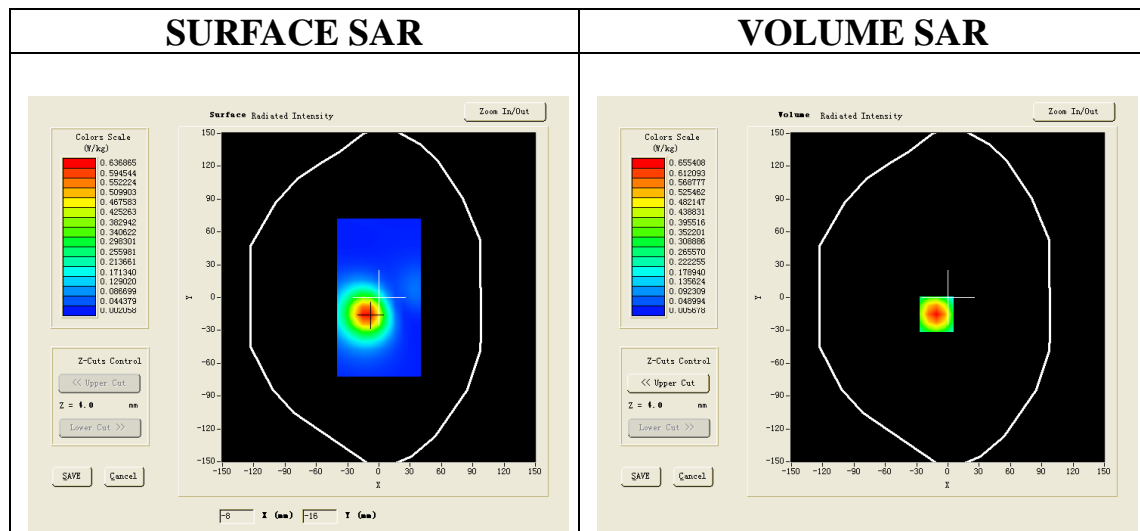 SURFACE SAR
VOLUME SAR
Surface Radiated Intensity
Zoom In/Out
Colors Scale
(W/kg)
0.636865
0.594544
0.552224
0.509903
0.467583
0.425263
0.382942
0.340622
0.298301
0.255981
0.213661
0.171340
0.129020
0.086699
0.044379
0.002058
150
120
90
60
30
0
-30
-60
-90
-120
-150
Y
-150 -120 -90 -60 -30 0 30 60 90 120 150
X
Z-Cuts Control
<< Upper Cut
Z = 4.0 mm
Lower Cut >>
SAVE Cancel
-8 X (mm) -16 Y (mm)
Volume Radiated Intensity
Zoom In/Out
Colors Scale
(W/kg)
0.655408
0.612093
0.568777
0.525462
0.482147
0.438831
0.395516
0.352201
0.308886
0.265570
0.222255
0.178940
0.135624
0.092309
0.048994
0.005678
150
120
90
60
30
0
-30
-60
-90
-120
-150
Y
-150 -120 -90 -60 -30 0 30 60 90 120 150
X
Z-Cuts Control
<< Upper Cut
Z = 4.0 mm
Lower Cut >>
SAVE Cancel